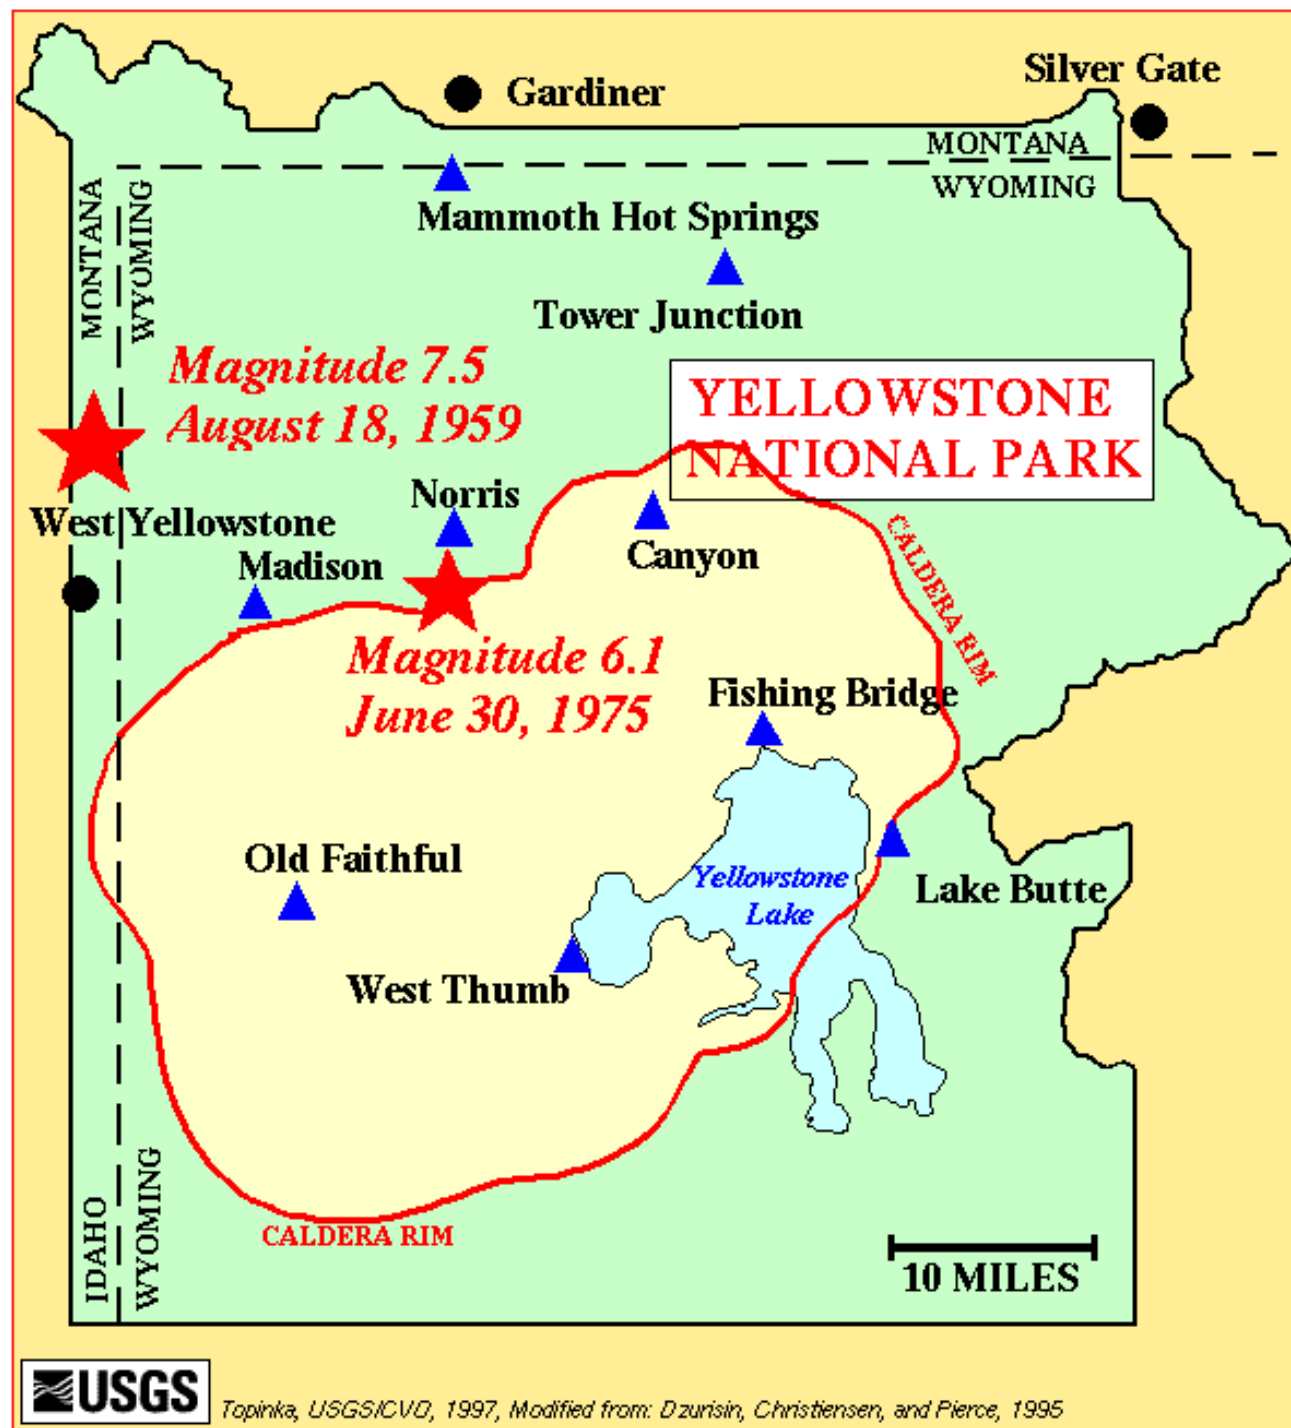 Silver Gate
Gardiner
MONTANA
WYOMING
MONTANA
WYOMING
Mammoth Hot Springs
Tower Junction
Magnitude 7.5
August 18, 1959
YELLOWSTONE
NATIONAL PARK
Norris
West Yellowstone
Madison
Canyon
CALDERA RIM
Magnitude 6.1
June 30, 1975
Fishing Bridge
Old Faithful
Yellowstone
Lake
Lake Butte
West Thumb
IDAHO
WYOMING
CALDERA RIM
10 MILES
USGS
Topinka, USGS/CVO, 1997, Modified from: Dzurisin, Christiensen, and Pierce, 1995